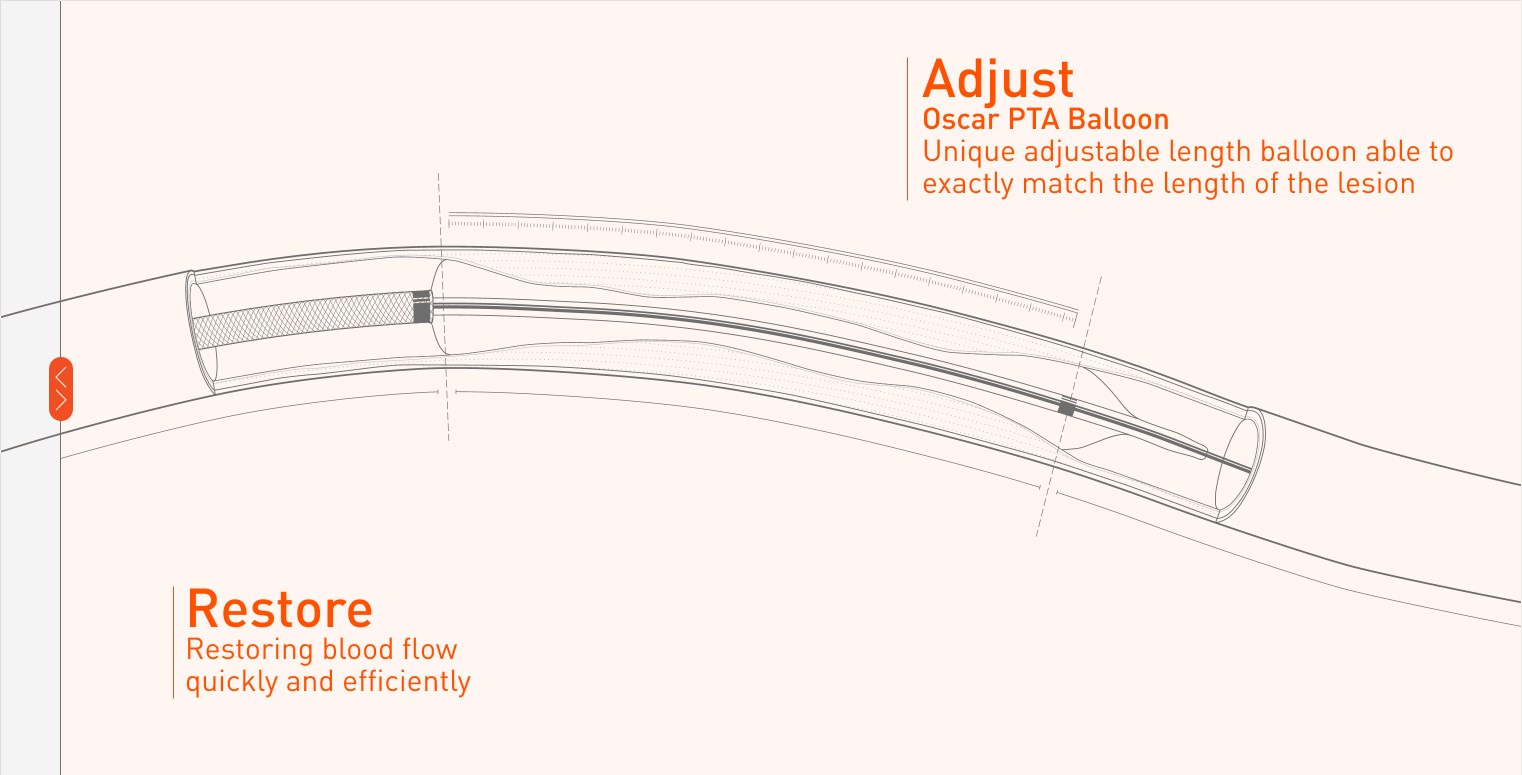 Adjust
Oscar PTA Balloon
Unique adjustable length balloon able to
exactly match the length of the lesion
Restore
Restoring blood flow
quickly and efficiently